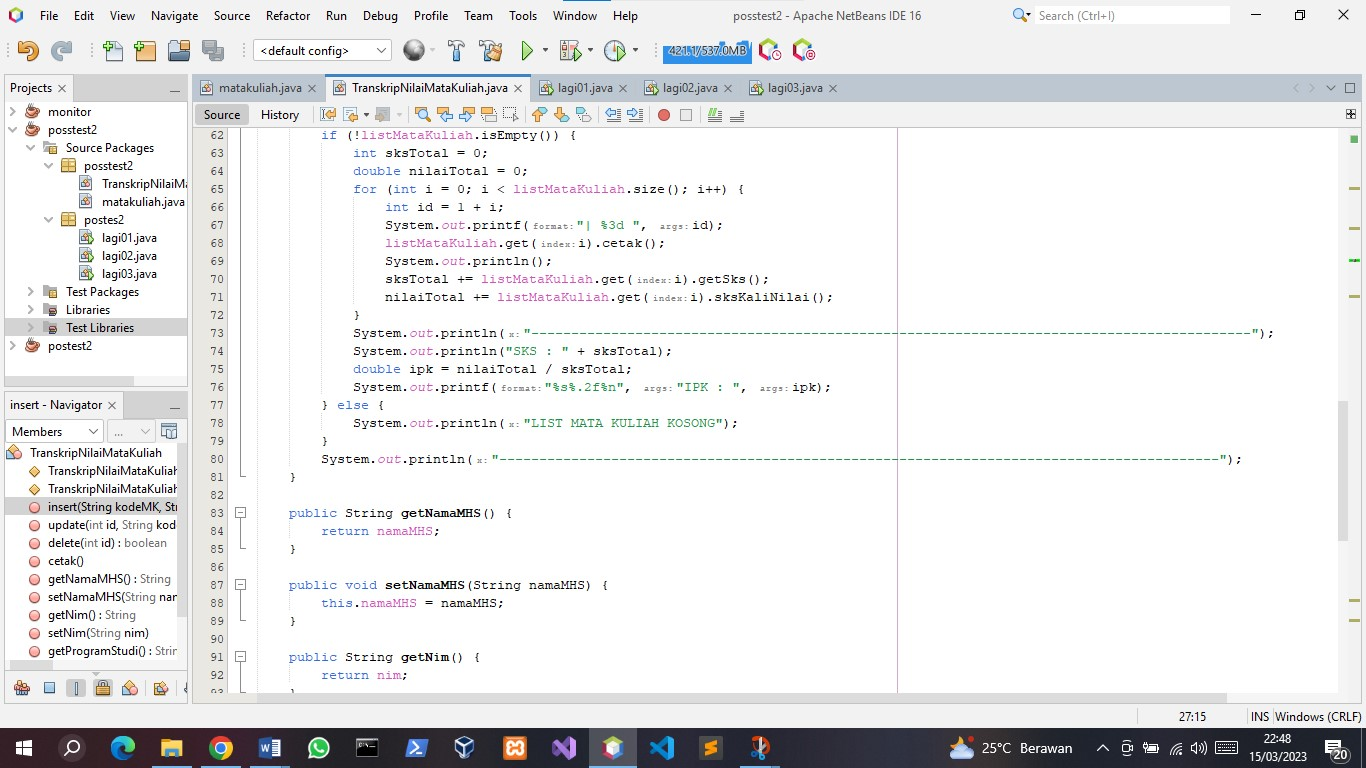 File Edit View Navigate Source Refactor Run Debug Profile Team Tools Window Help posstest2 - Apache NetBeans IDE 16 Search (Ctrl+I)
<default config> 421.1/537.0MB
Projects
monitor
posstest2
Source Packages
posstest2
TranskripNilaiMa
matakuliah.java
postes2
lagi01.java
lagi02.java
lagi03.java
Test Packages
Libraries
Test Libraries
postest2
insert - Navigator
Members ...
TranskripNilaiMataKuliah
TranskripNilaiMataKuliah
TranskripNilaiMataKuliah
insert(String kodeMK, Str
update(int id, String kod
delete(int id) : boolean
cetak()
getNamaMHS() : String
setNamaMHS(String nam
getNim() : String
setNim(String nim)
getProgramStudi() : Strin
matakuliah.java TranskripNilaiMataKuliah.java lagi01.java lagi02.java lagi03.java
Source History
62 if (!listMataKuliah.isEmpty()) {
63 int sksTotal = 0;
64 double nilaiTotal = 0;
65 for (int i = 0; i < listMataKuliah.size(); i++) {
66 int id = 1 + i;
67 System.out.printf(format:"| %3d ", args:id);
68 listMataKuliah.get(index:i).cetak();
69 System.out.println();
70 sksTotal += listMataKuliah.get(index:i).getSks();
71 nilaiTotal += listMataKuliah.get(index:i).sksKaliNilai();
72 }
73 System.out.println(x:"------------------------------------------------------------------------------------------");
74 System.out.println("SKS : " + sksTotal);
75 double ipk = nilaiTotal / sksTotal;
76 System.out.printf(format:"%s%.2f%n", args:"IPK : ", args:ipk);
77 } else {
78 System.out.println(x:"LIST MATA KULIAH KOSONG");
79 }
80 System.out.println(x:"------------------------------------------------------------------------------------------");
81 }
82
83 public String getNamaMHS() {
84 return namaMHS;
85 }
86
87 public void setNamaMHS(String namaMHS) {
88 this.namaMHS = namaMHS;
89 }
90
91 public String getNim() {
92 return nim;
93 }
27:15 INS Windows (CRLF)
25°C Berawan 22:48
15/03/2023 20